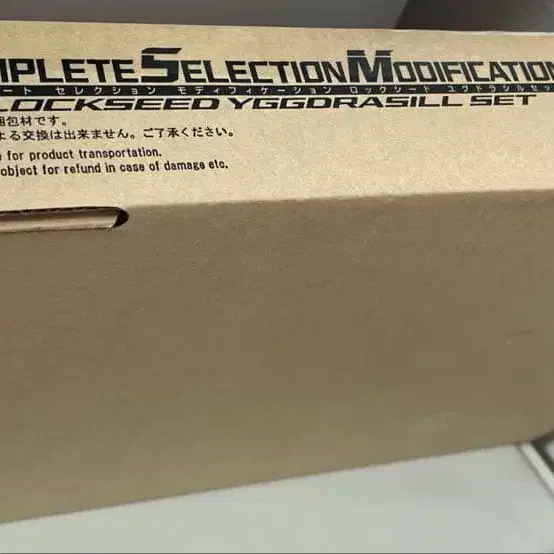 MPLETE SELECTION MODIFICATION
ート セレクション モディフィケーション ロックシード ユグドラシルセッ
LOCKSEED YGGDRASILL SET
梱包材です。
よる交換は出来ません。ご了承ください。
e for product transportation.
object for refund in case of damage etc.